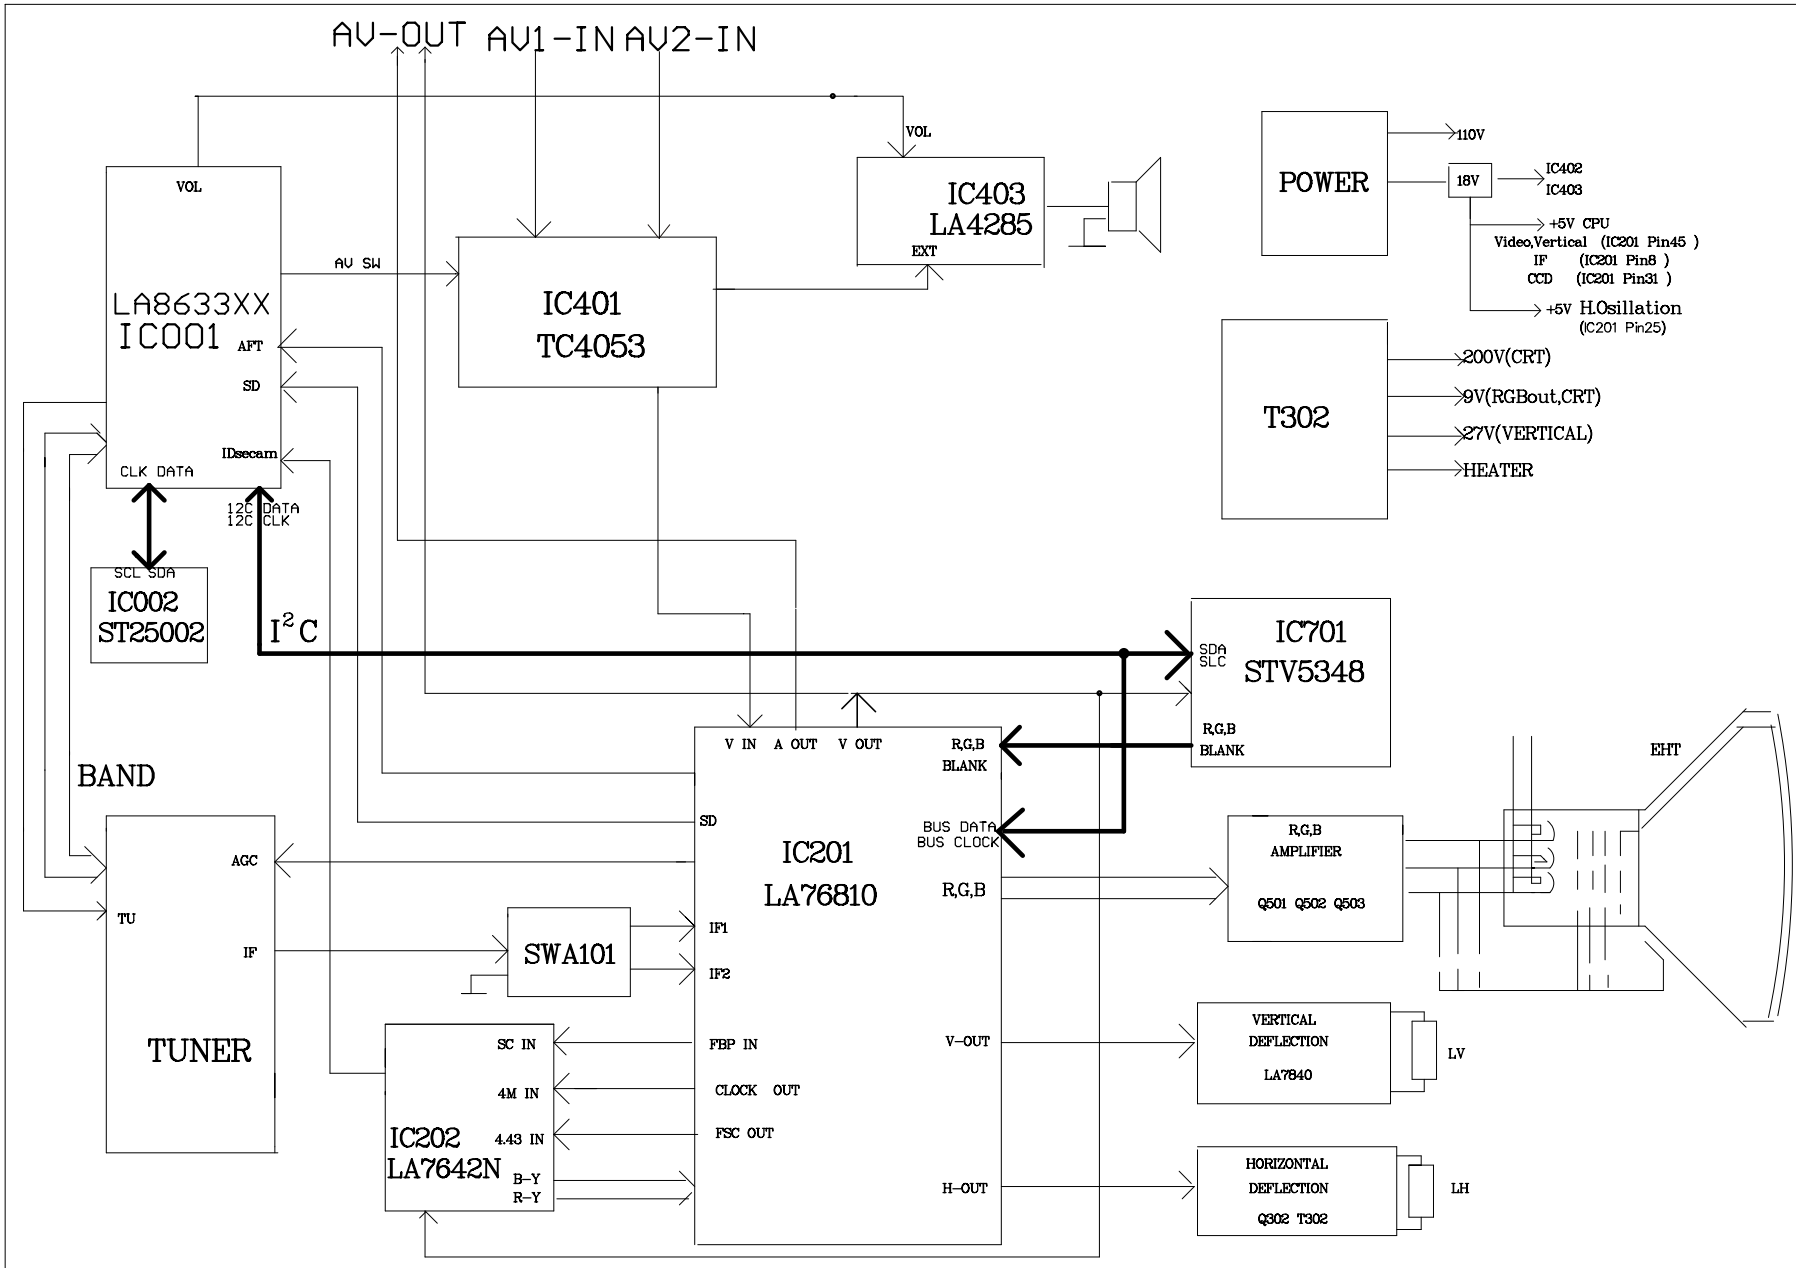 AV-OUT AV1-IN AV2-IN
VOL
VOL
LA8633XX
IC001
AFT
SD
IDsecam
CLK DATA
12C DATA
12C CLK
AV SW
IC401
TC4053
IC403
LA4285
EXT
POWER
110V
18V
IC402
IC403
+5V CPU
Video,Vertical (IC201 Pin45 )
IF (IC201 Pin8 )
CCD (IC201 Pin31 )
+5V H.Osillation
(IC201 Pin25)
T302
200V(CRT)
9V(RGBout,CRT)
27V(VERTICAL)
HEATER
SCL SDA
IC002
ST25002
I²C
IC701
STV5348
SDA
SLC
R,G,B
BLANK
BAND
TU
AGC
IF
TUNER
SWA101
V IN A OUT V OUT
R,G,B
BLANK
SD
BUS DATA
BUS CLOCK
IC201
LA76810
R,G,B
IF1
IF2
FBP IN
CLOCK OUT
FSC OUT
V-OUT
H-OUT
SC IN
4M IN
4.43 IN
IC202
LA7642N
B-Y
R-Y
R,G,B
AMPLIFIER
Q501 Q502 Q503
EHT
VERTICAL
DEFLECTION
LA7840
LV
HORIZONTAL
DEFLECTION
Q302 T302
LH